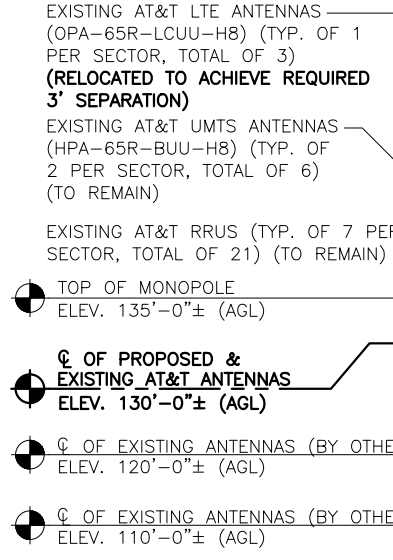 EXISTING AT&T LTE ANTENNAS
(OPA-65R-LCUU-H8) (TYP. OF 1
PER SECTOR, TOTAL OF 3)
(RELOCATED TO ACHIEVE REQUIRED
3' SEPARATION)
EXISTING AT&T UMTS ANTENNAS
(HPA-65R-BUU-H8) (TYP. OF
2 PER SECTOR, TOTAL OF 6)
(TO REMAIN)
EXISTING AT&T RRUS (TYP. OF 7 PER
SECTOR, TOTAL OF 21) (TO REMAIN)
TOP OF MONOPOLE
ELEV. 135'-0"± (AGL)
℄ OF PROPOSED &
EXISTING AT&T ANTENNAS
ELEV. 130'-0"± (AGL)
℄ OF EXISTING ANTENNAS (BY OTHE
ELEV. 120'-0"± (AGL)
℄ OF EXISTING ANTENNAS (BY OTHE
ELEV. 110'-0"± (AGL)